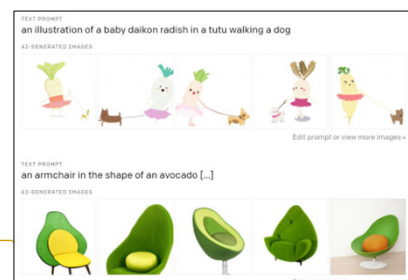 TEXT PROMPT
an illustration of a baby daikon radish in a tutu walking a dog
AI-GENERATED IMAGES
Edit prompt or view more images
TEXT PROMPT
an armchair in the shape of an avocado [...]
AI-GENERATED IMAGES